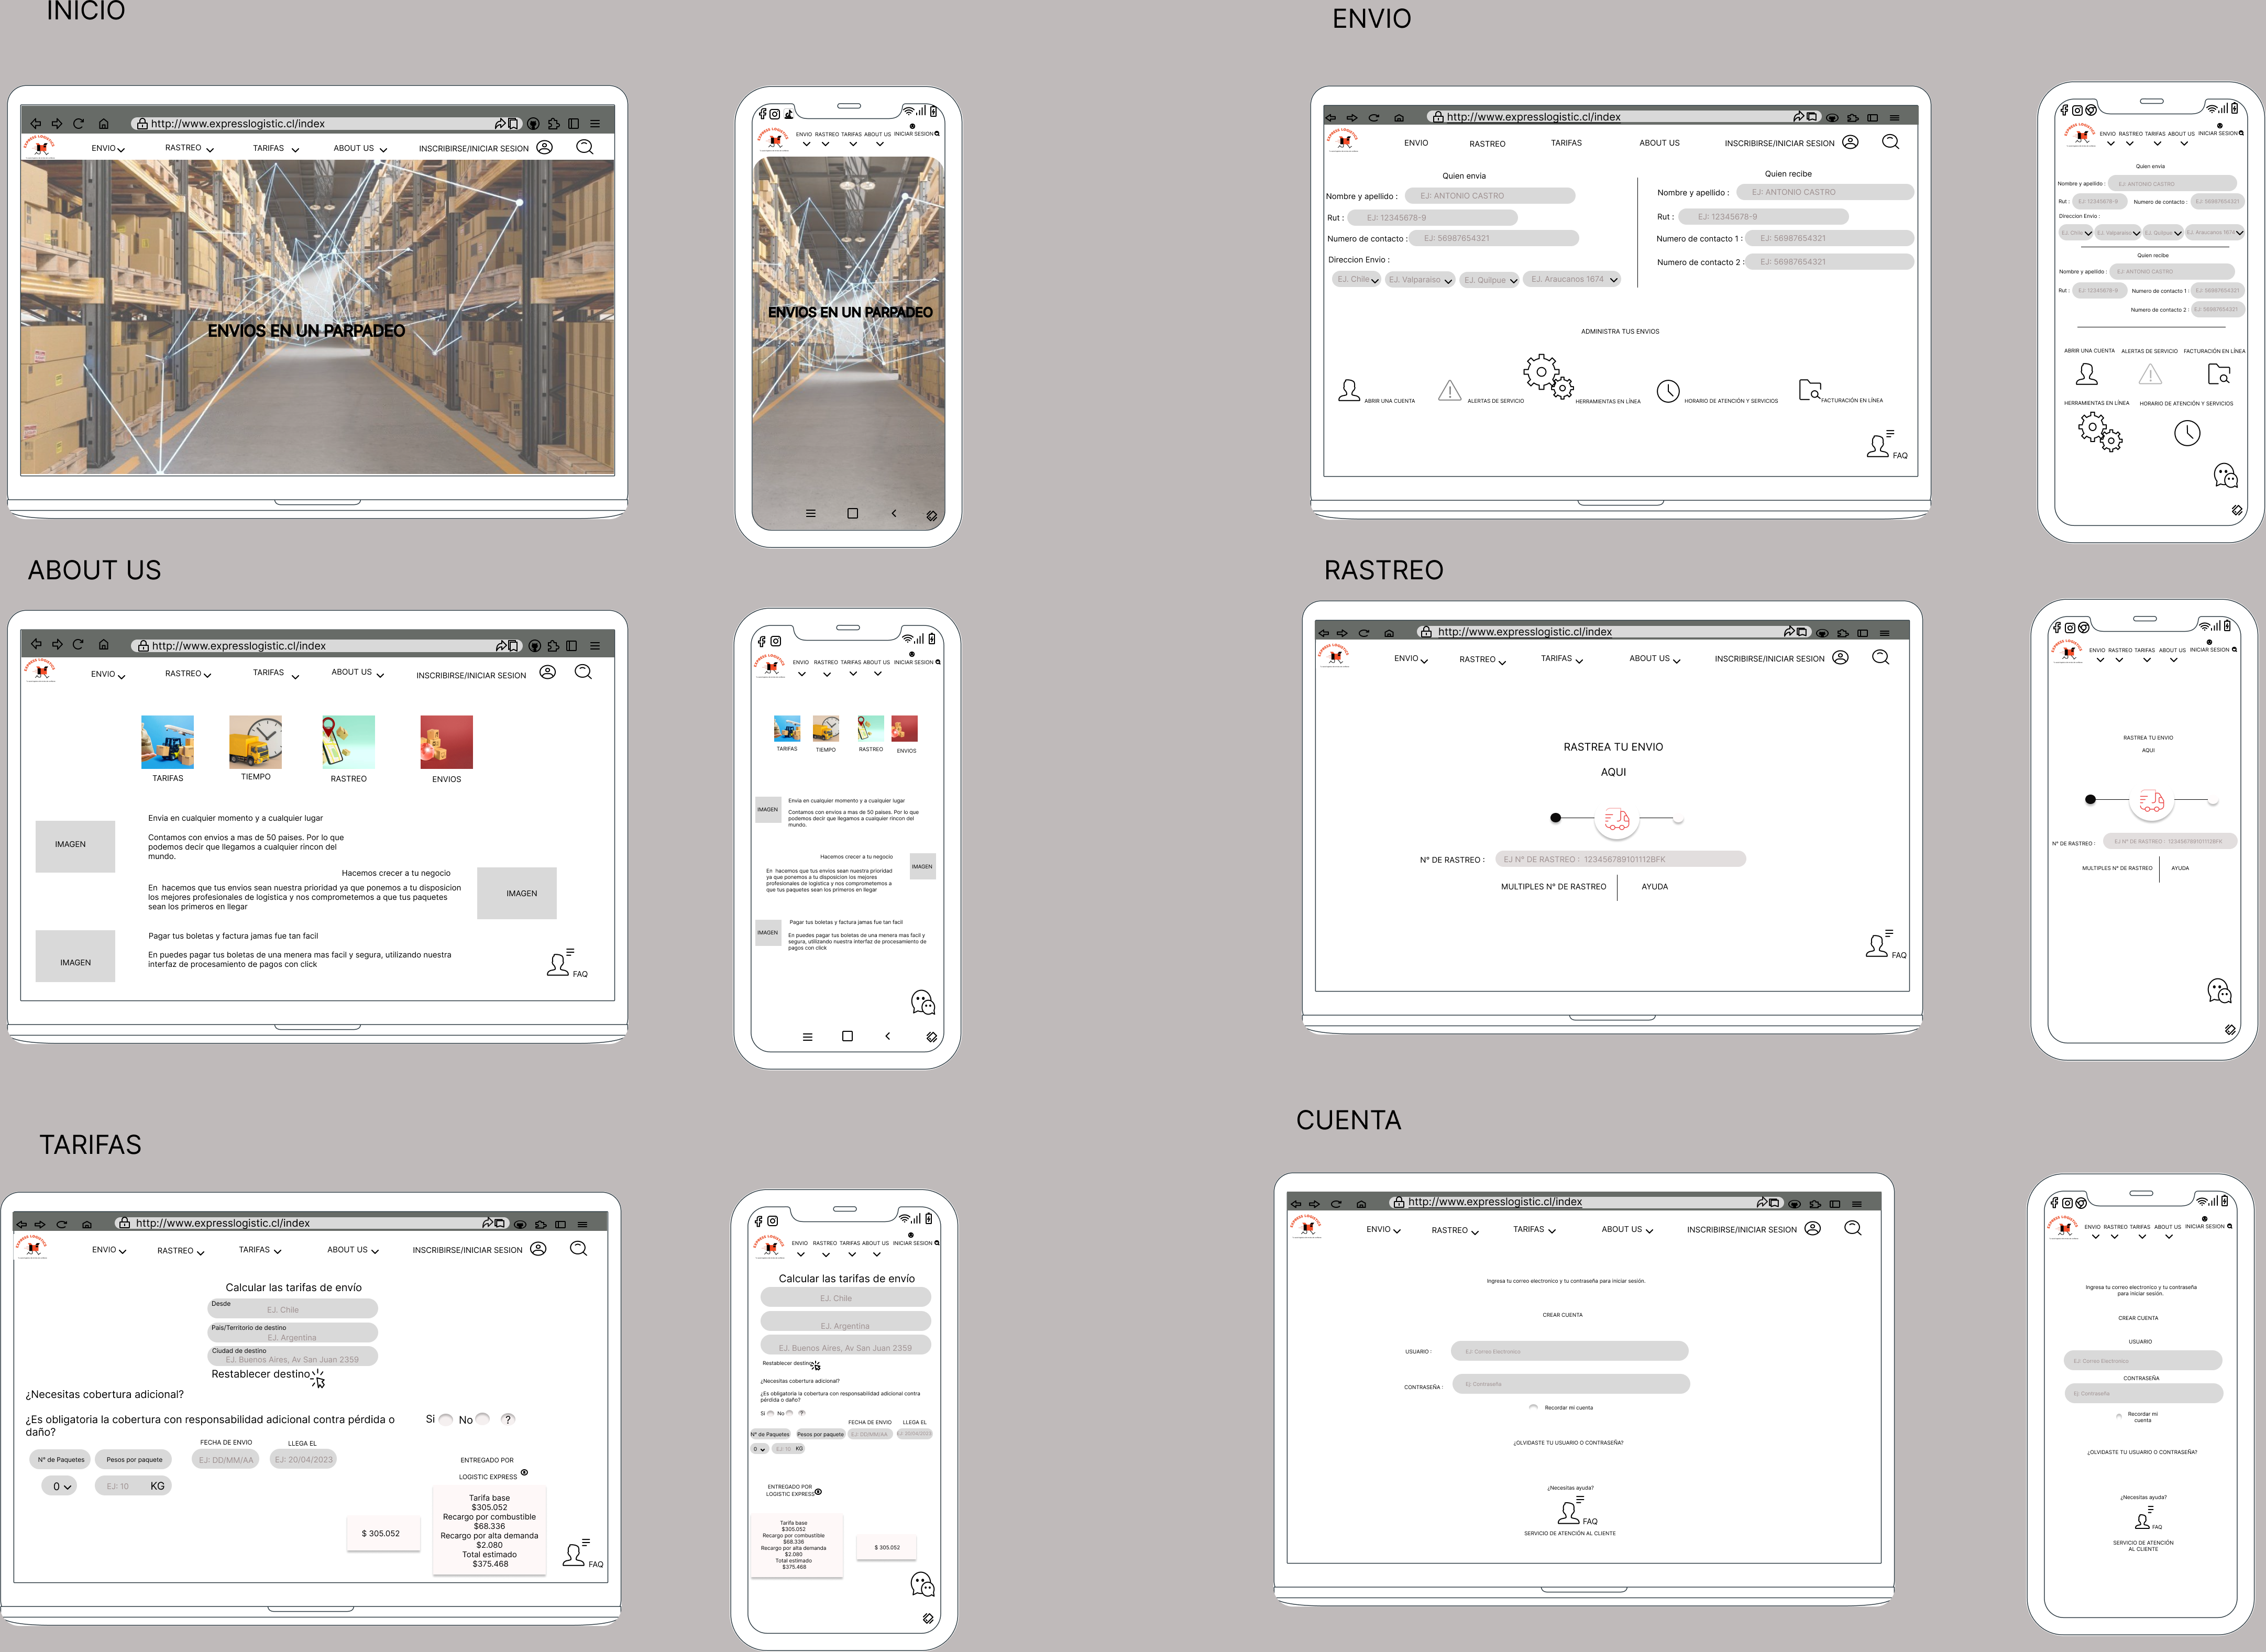 INICIO
http://www.expresslogistic.cl/index
EXPRESS LOGISTICS
ENVIO
RASTREO
TARIFAS
ABOUT US
INSCRIBIRSE/INICIAR SESION
ENVIOS EN UN PARPADEO
EXPRESS LOGISTICS
ENVIO RASTREO TARIFAS ABOUT US INICIAR SESION
ENVIOS EN UN PARPADEO
ENVIO
http://www.expresslogistic.cl/index
EXPRESS LOGISTICS
ENVIO
RASTREO
TARIFAS
ABOUT US
INSCRIBIRSE/INICIAR SESION
Quien envia
Nombre y apellido : EJ: ANTONIO CASTRO
Rut : EJ: 12345678-9
Numero de contacto : EJ: 56987654321
Direccion Envio :
EJ. Chile EJ. Valparaiso EJ. Quilpue EJ. Araucanos 1674
Quien recibe
Nombre y apellido : EJ: ANTONIO CASTRO
Rut : EJ: 12345678-9
Numero de contacto 1 : EJ: 56987654321
Numero de contacto 2 : EJ: 56987654321
ADMINISTRA TUS ENVIOS
ABRIR UNA CUENTA
ALERTAS DE SERVICIO
HERRAMIENTAS EN LÍNEA
HORARIO DE ATENCIÓN Y SERVICIOS
FACTURACIÓN EN LÍNEA
FAQ
EXPRESS LOGISTICS
ENVIO RASTREO TARIFAS ABOUT US INICIAR SESION
Quien envia
Nombre y apellido : EJ: ANTONIO CASTRO
Rut : EJ: 12345678-9 Numero de contacto : EJ: 56987654321
Direccion Envio :
EJ. Chile EJ. Valparaiso EJ. Quilpue EJ. Araucanos 1674
Quien recibe
Nombre y apellido : EJ: ANTONIO CASTRO
Rut : EJ: 12345678-9 Numero de contacto 1 : EJ: 56987654321
Numero de contacto 2 : EJ: 56987654321
ABRIR UNA CUENTA ALERTAS DE SERVICIO FACTURACIÓN EN LÍNEA
HERRAMIENTAS EN LÍNEA HORARIO DE ATENCIÓN Y SERVICIOS
ABOUT US
http://www.expresslogistic.cl/index
EXPRESS LOGISTICS
ENVIO
RASTREO
TARIFAS
ABOUT US
INSCRIBIRSE/INICIAR SESION
TARIFAS
TIEMPO
RASTREO
ENVIOS
IMAGEN
Envia en cualquier momento y a cualquier lugar
Contamos con envios a mas de 50 paises. Por lo que
podemos decir que llegamos a cualquier rincon del
mundo.
Hacemos crecer a tu negocio
En  hacemos que tus envios sean nuestra prioridad ya que ponemos a tu disposicion
los mejores profesionales de logistica y nos comprometemos a que tus paquetes
sean los primeros en llegar
IMAGEN
IMAGEN
Pagar tus boletas y factura jamas fue tan facil
En puedes pagar tus boletas de una menera mas facil y segura, utilizando nuestra
interfaz de procesamiento de pagos con click
FAQ
EXPRESS LOGISTICS
ENVIO RASTREO TARIFAS ABOUT US INICIAR SESION
TARIFAS TIEMPO RASTREO ENVIOS
IMAGEN
Envia en cualquier momento y a cualquier lugar
Contamos con envios a mas de 50 paises. Por lo que
podemos decir que llegamos a cualquier rincon del
mundo.
Hacemos crecer a tu negocio
En  hacemos que tus envios sean nuestra prioridad
ya que ponemos a tu disposicion los mejores
profesionales de logistica y nos comprometemos a
que tus paquetes sean los primeros en llegar
IMAGEN
IMAGEN
Pagar tus boletas y factura jamas fue tan facil
En puedes pagar tus boletas de una menera mas facil y
segura, utilizando nuestra interfaz de procesamiento de
pagos con click
RASTREO
http://www.expresslogistic.cl/index
EXPRESS LOGISTICS
ENVIO
RASTREO
TARIFAS
ABOUT US
INSCRIBIRSE/INICIAR SESION
RASTREA TU ENVIO
AQUI
N° DE RASTREO : EJ N° DE RASTREO :  123456789101112BFK
MULTIPLES N° DE RASTREO
AYUDA
FAQ
EXPRESS LOGISTICS
ENVIO RASTREO TARIFAS ABOUT US INICIAR SESION
RASTREA TU ENVIO
AQUI
N° DE RASTREO : EJ N° DE RASTREO :  123456789101112BFK
MULTIPLES N° DE RASTREO AYUDA
TARIFAS
http://www.expresslogistic.cl/index
EXPRESS LOGISTICS
ENVIO
RASTREO
TARIFAS
ABOUT US
INSCRIBIRSE/INICIAR SESION
Calcular las tarifas de envío
Desde
EJ. Chile
Pais/Territorio de destino
EJ. Argentina
Ciudad de destino
EJ. Buenos Aires, Av San Juan 2359
Restablecer destino
¿Necesitas cobertura adicional?
¿Es obligatoria la cobertura con responsabilidad adicional contra pérdida o
daño?
Si No ?
FECHA DE ENVIO LLEGA EL
N° de Paquetes Pesos por paquete EJ: DD/MM/AA EJ: 20/04/2023
0 EJ: 10 KG
ENTREGADO POR
LOGISTIC EXPRESS
$ 305.052
Tarifa base
$305.052
Recargo por combustible
$68.336
Recargo por alta demanda
$2.080
Total estimado
$375.468
FAQ
EXPRESS LOGISTICS
ENVIO RASTREO TARIFAS ABOUT US INICIAR SESION
Calcular las tarifas de envío
EJ. Chile
EJ. Argentina
EJ. Buenos Aires, Av San Juan 2359
Restablecer destino
¿Necesitas cobertura adicional?
¿Es obligatoria la cobertura con responsabilidad adicional contra
pérdida o daño?
Si No ?
FECHA DE ENVIO LLEGA EL
N° de Paquetes Pesos por paquete EJ: DD/MM/AA EJ: 20/04/2023
0 EJ: 10 KG
ENTREGADO POR
LOGISTIC EXPRESS
Tarifa base
$305.052
Recargo por combustible
$68.336
Recargo por alta demanda
$2.080
Total estimado
$375.468
$ 305.052
CUENTA
http://www.expresslogistic.cl/index
EXPRESS LOGISTICS
ENVIO
RASTREO
TARIFAS
ABOUT US
INSCRIBIRSE/INICIAR SESION
Ingresa tu correo electronico y tu contraseña para iniciar sesión.
CREAR CUENTA
USUARIO : EJ: Correo Electronico
CONTRASEÑA : Ej: Contraseña
Recordar mi cuenta
¿OLVIDASTE TU USUARIO O CONTRASEÑA?
¿Necesitas ayuda?
FAQ
SERVICIO DE ATENCIÓN AL CLIENTE
EXPRESS LOGISTICS
ENVIO RASTREO TARIFAS ABOUT US INICIAR SESION
Ingresa tu correo electronico y tu contraseña
para iniciar sesión.
CREAR CUENTA
USUARIO
EJ: Correo Electronico
CONTRASEÑA
Ej: Contraseña
Recordar mi
cuenta
¿OLVIDASTE TU USUARIO O CONTRASEÑA?
¿Necesitas ayuda?
FAQ
SERVICIO DE ATENCIÓN
AL CLIENTE